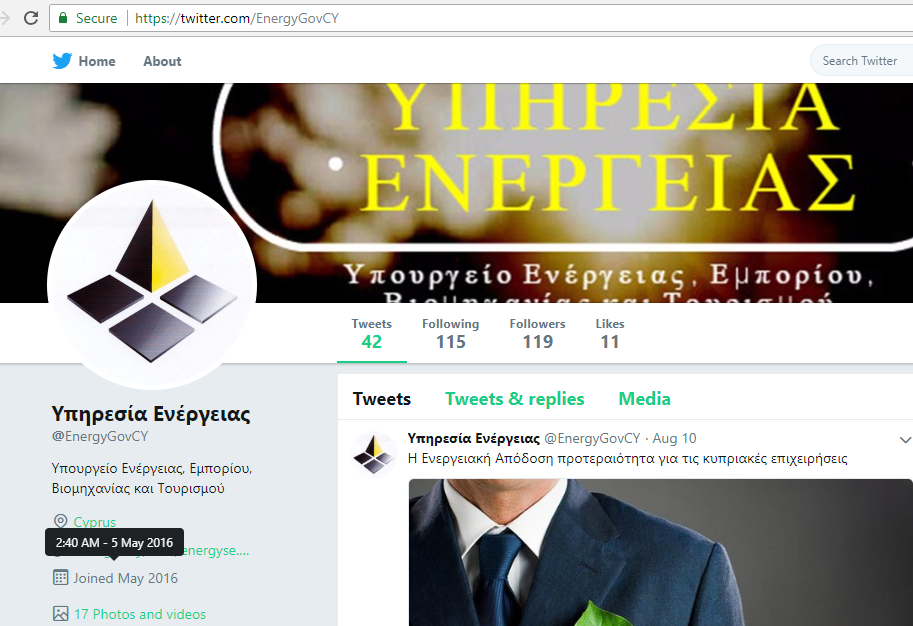 Secure
https://twitter.com/EnergyGovCY
Home
About
Search Twitter
ΥΠΗΡΕΣΙΑ
ΕΝΕΡΓΕΙΑΣ
Υπουργείο Ενέργειας, Εμπορίου,
Βιομηχανίας και Τουρισμού
Tweets
Following
Followers
Likes
42
115
119
11
Υπηρεσία Ενέργειας
@EnergyGovCY
Υπουργείο Ενέργειας, Εμπορίου,
Βιομηχανίας και Τουρισμού
Cyprus
2:40 AM - 5 May 2016
energyse....
Joined May 2016
17 Photos and videos
Tweets
Tweets & replies
Media
Υπηρεσία Ενέργειας @EnergyGovCY · Aug 10
Η Ενεργειακή Απόδοση προτεραιότητα για τις κυπριακές επιχειρήσεις